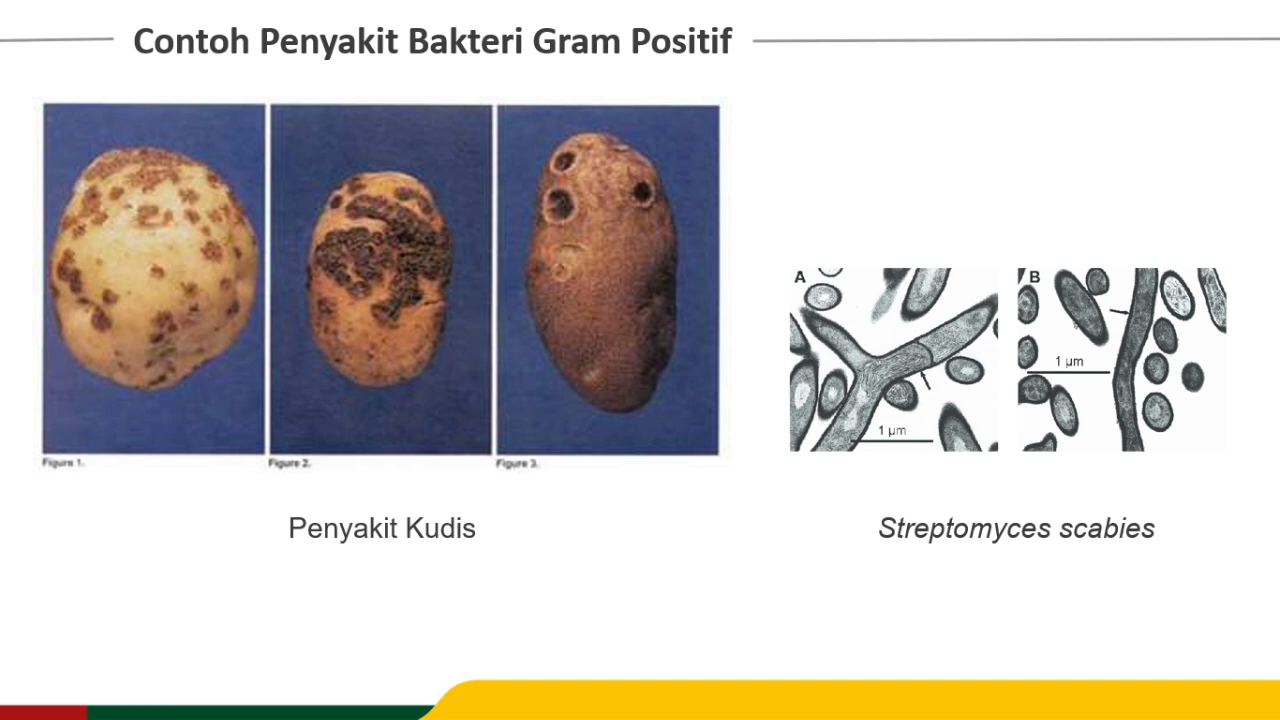 Contoh Penyakit Bakteri Gram Positif
Figure 1.
Figure 2.
Figure 3.
A
1 µm
B
1 µm
Penyakit Kudis
Streptomyces scabies